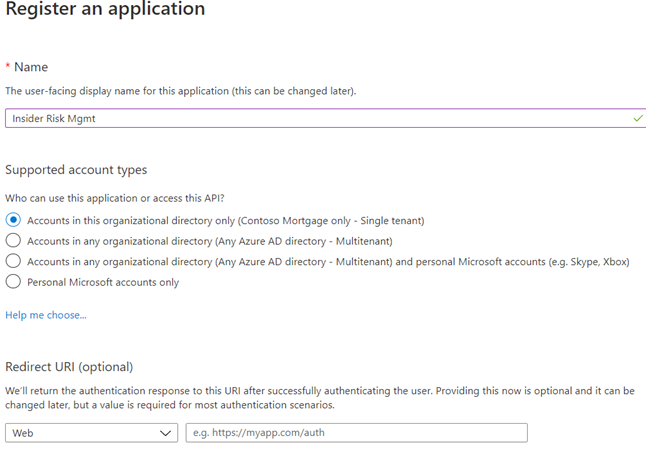 Register an application
* Name
The user-facing display name for this application (this can be changed later).
Insider Risk Mgmt
Supported account types
Who can use this application or access this API?
Accounts in this organizational directory only (Contoso Mortgage only - Single tenant)
Accounts in any organizational directory (Any Azure AD directory - Multitenant)
Accounts in any organizational directory (Any Azure AD directory - Multitenant) and personal Microsoft accounts (e.g. Skype, Xbox)
Personal Microsoft accounts only
Help me choose...
Redirect URI (optional)
We'll return the authentication response to this URI after successfully authenticating the user. Providing this now is optional and it can be
changed later, but a value is required for most authentication scenarios.
Web
e.g. https://myapp.com/auth